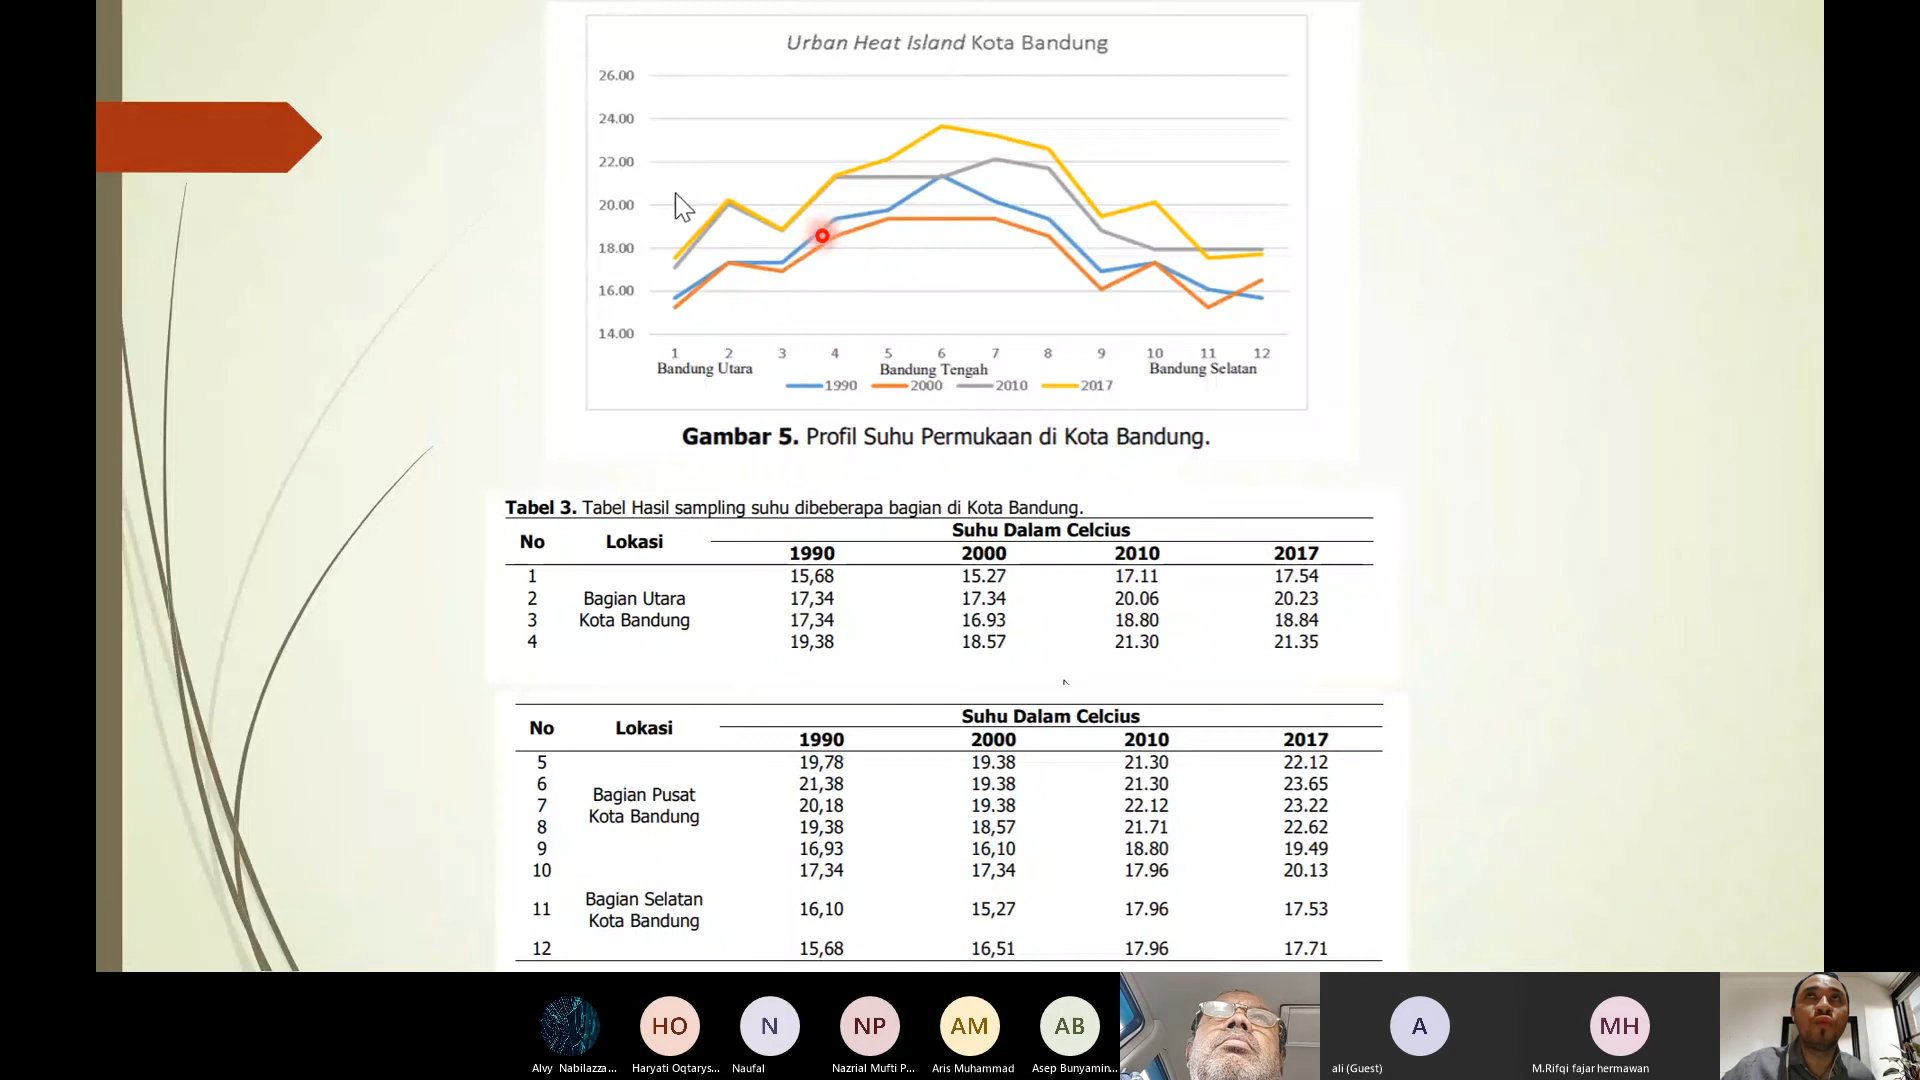 Urban Heat Island Kota Bandung
26.00
24.00
22.00
20.00
18.00
16.00
14.00
1 2 3 4 5 6 7 8 9 10 11 12
Bandung Utara Bandung Tengah Bandung Selatan
1990 2000 2010 2017
Gambar 5. Profil Suhu Permukaan di Kota Bandung.
Tabel 3. Tabel Hasil sampling suhu dibeberapa bagian di Kota Bandung.
No Lokasi Suhu Dalam Celcius
1990 2000 2010 2017
1 15,68 15.27 17.11 17.54
2 Bagian Utara 17,34 17.34 20.06 20.23
3 Kota Bandung 17,34 16.93 18.80 18.84
4 19,38 18.57 21.30 21.35
No Lokasi Suhu Dalam Celcius
1990 2000 2010 2017
5 19,78 19.38 21.30 22.12
6 Bagian Pusat 21,38 19.38 21.30 23.65
7 Kota Bandung 20,18 19.38 22.12 23.22
8 19,38 18,57 21.71 22.62
9 16,93 16,10 18.80 19.49
10 17,34 17,34 17.96 20.13
11 Bagian Selatan Kota Bandung 16,10 15,27 17.96 17.53
12 15,68 16,51 17.96 17.71
HO N NP AM AB A MH
Alvy Nabilazza... Haryati Oqtarys... Naufal Nazrial Mufti P... Aris Muhammad Asep Bunyamin... ali (Guest) M.Rifqi fajar hermawan